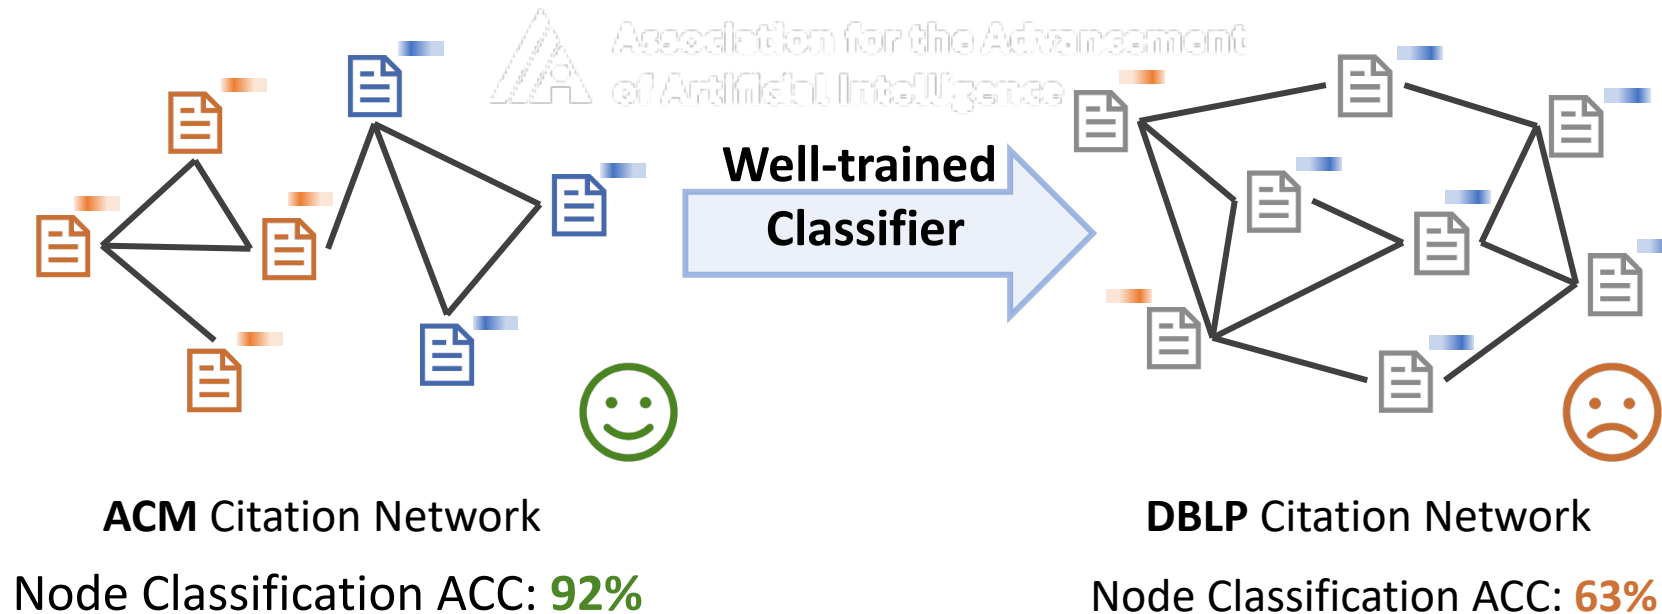 Association for the Advancement
of Artificial Intelligence
Well-trained
Classifier
ACM Citation Network
DBLP Citation Network
Node Classification ACC: 92%
Node Classification ACC: 63%